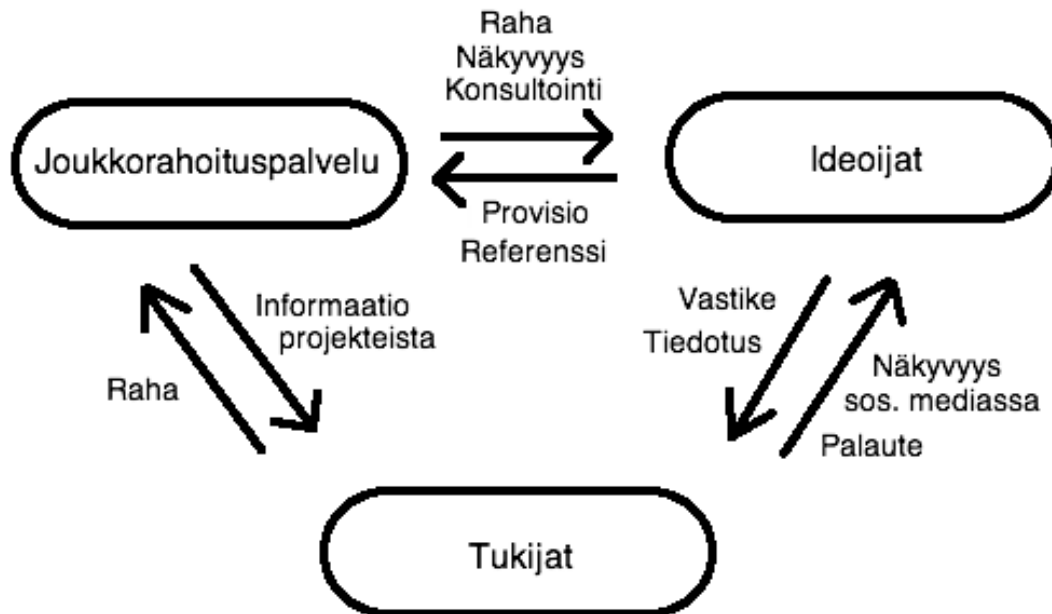 Raha
Näkyvyys
Konsultointi
Joukkorahoituspalvelu
Ideoijat
Provisio
Referenssi
Informaatio
projekteista
Raha
Vastike
Tiedotus
Näkyvyys
sos. mediassa
Palaute
Tukijat